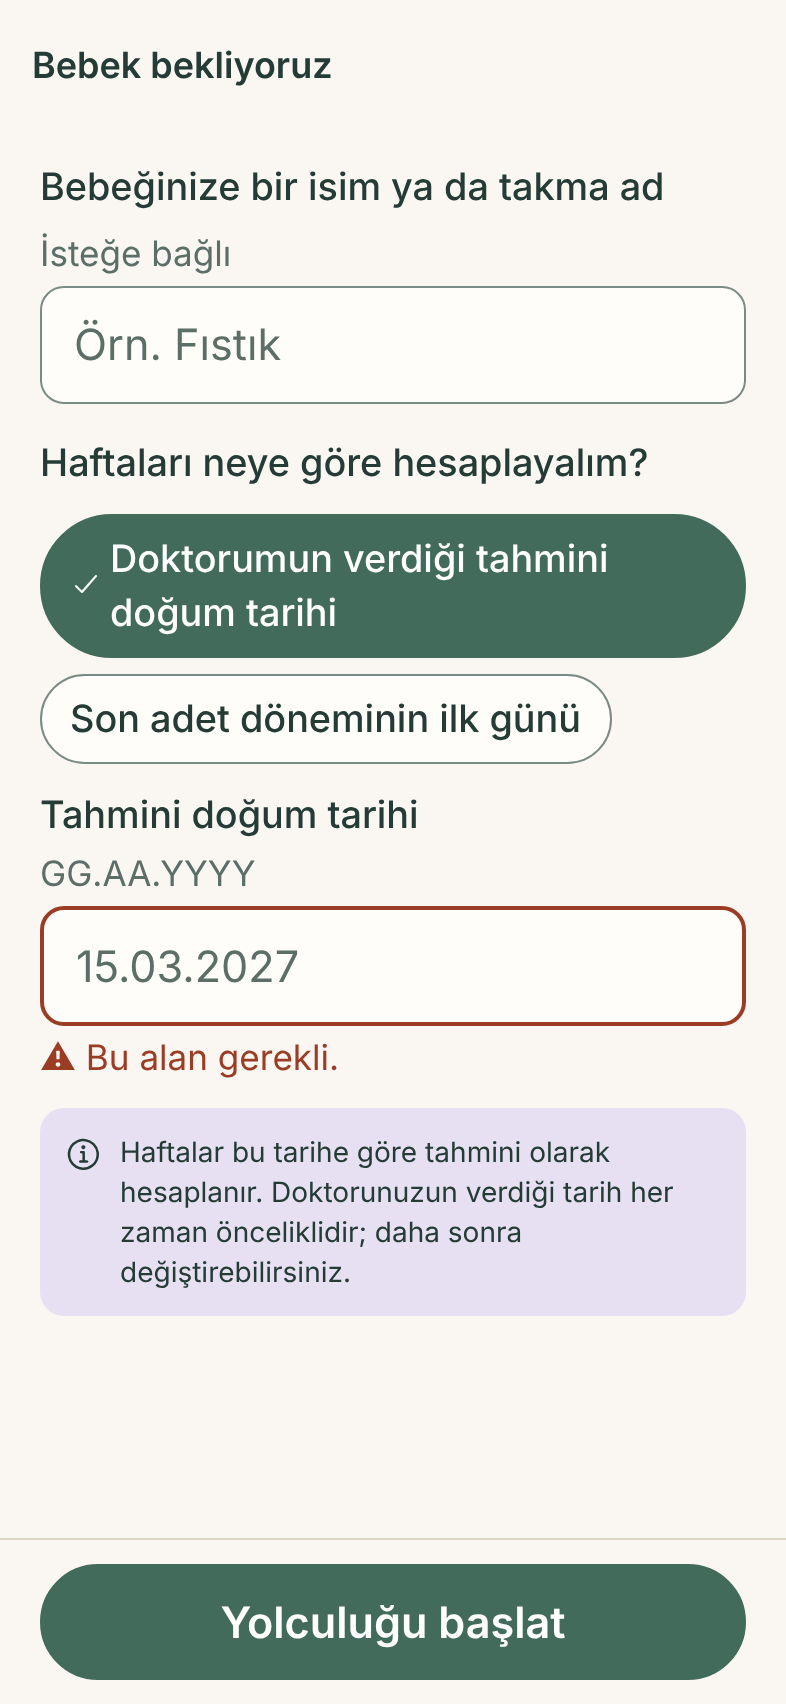 Bebek bekliyoruz
Bebeğinize bir isim ya da takma ad
İsteğe bağlı
Örn. Fıstık
Haftaları neye göre hesaplayalım?
Doktorumun verdiği tahmini
doğum tarihi
Son adet döneminin ilk günü
Tahmini doğum tarihi
GG.AA.YYYY
15.03.2027
Bu alan gerekli.
Haftalar bu tarihe göre tahmini olarak
hesaplanır. Doktorunuzun verdiği tarih her
zaman önceliklidir; daha sonra
değiştirebilirsiniz.
Yolculuğu başlat